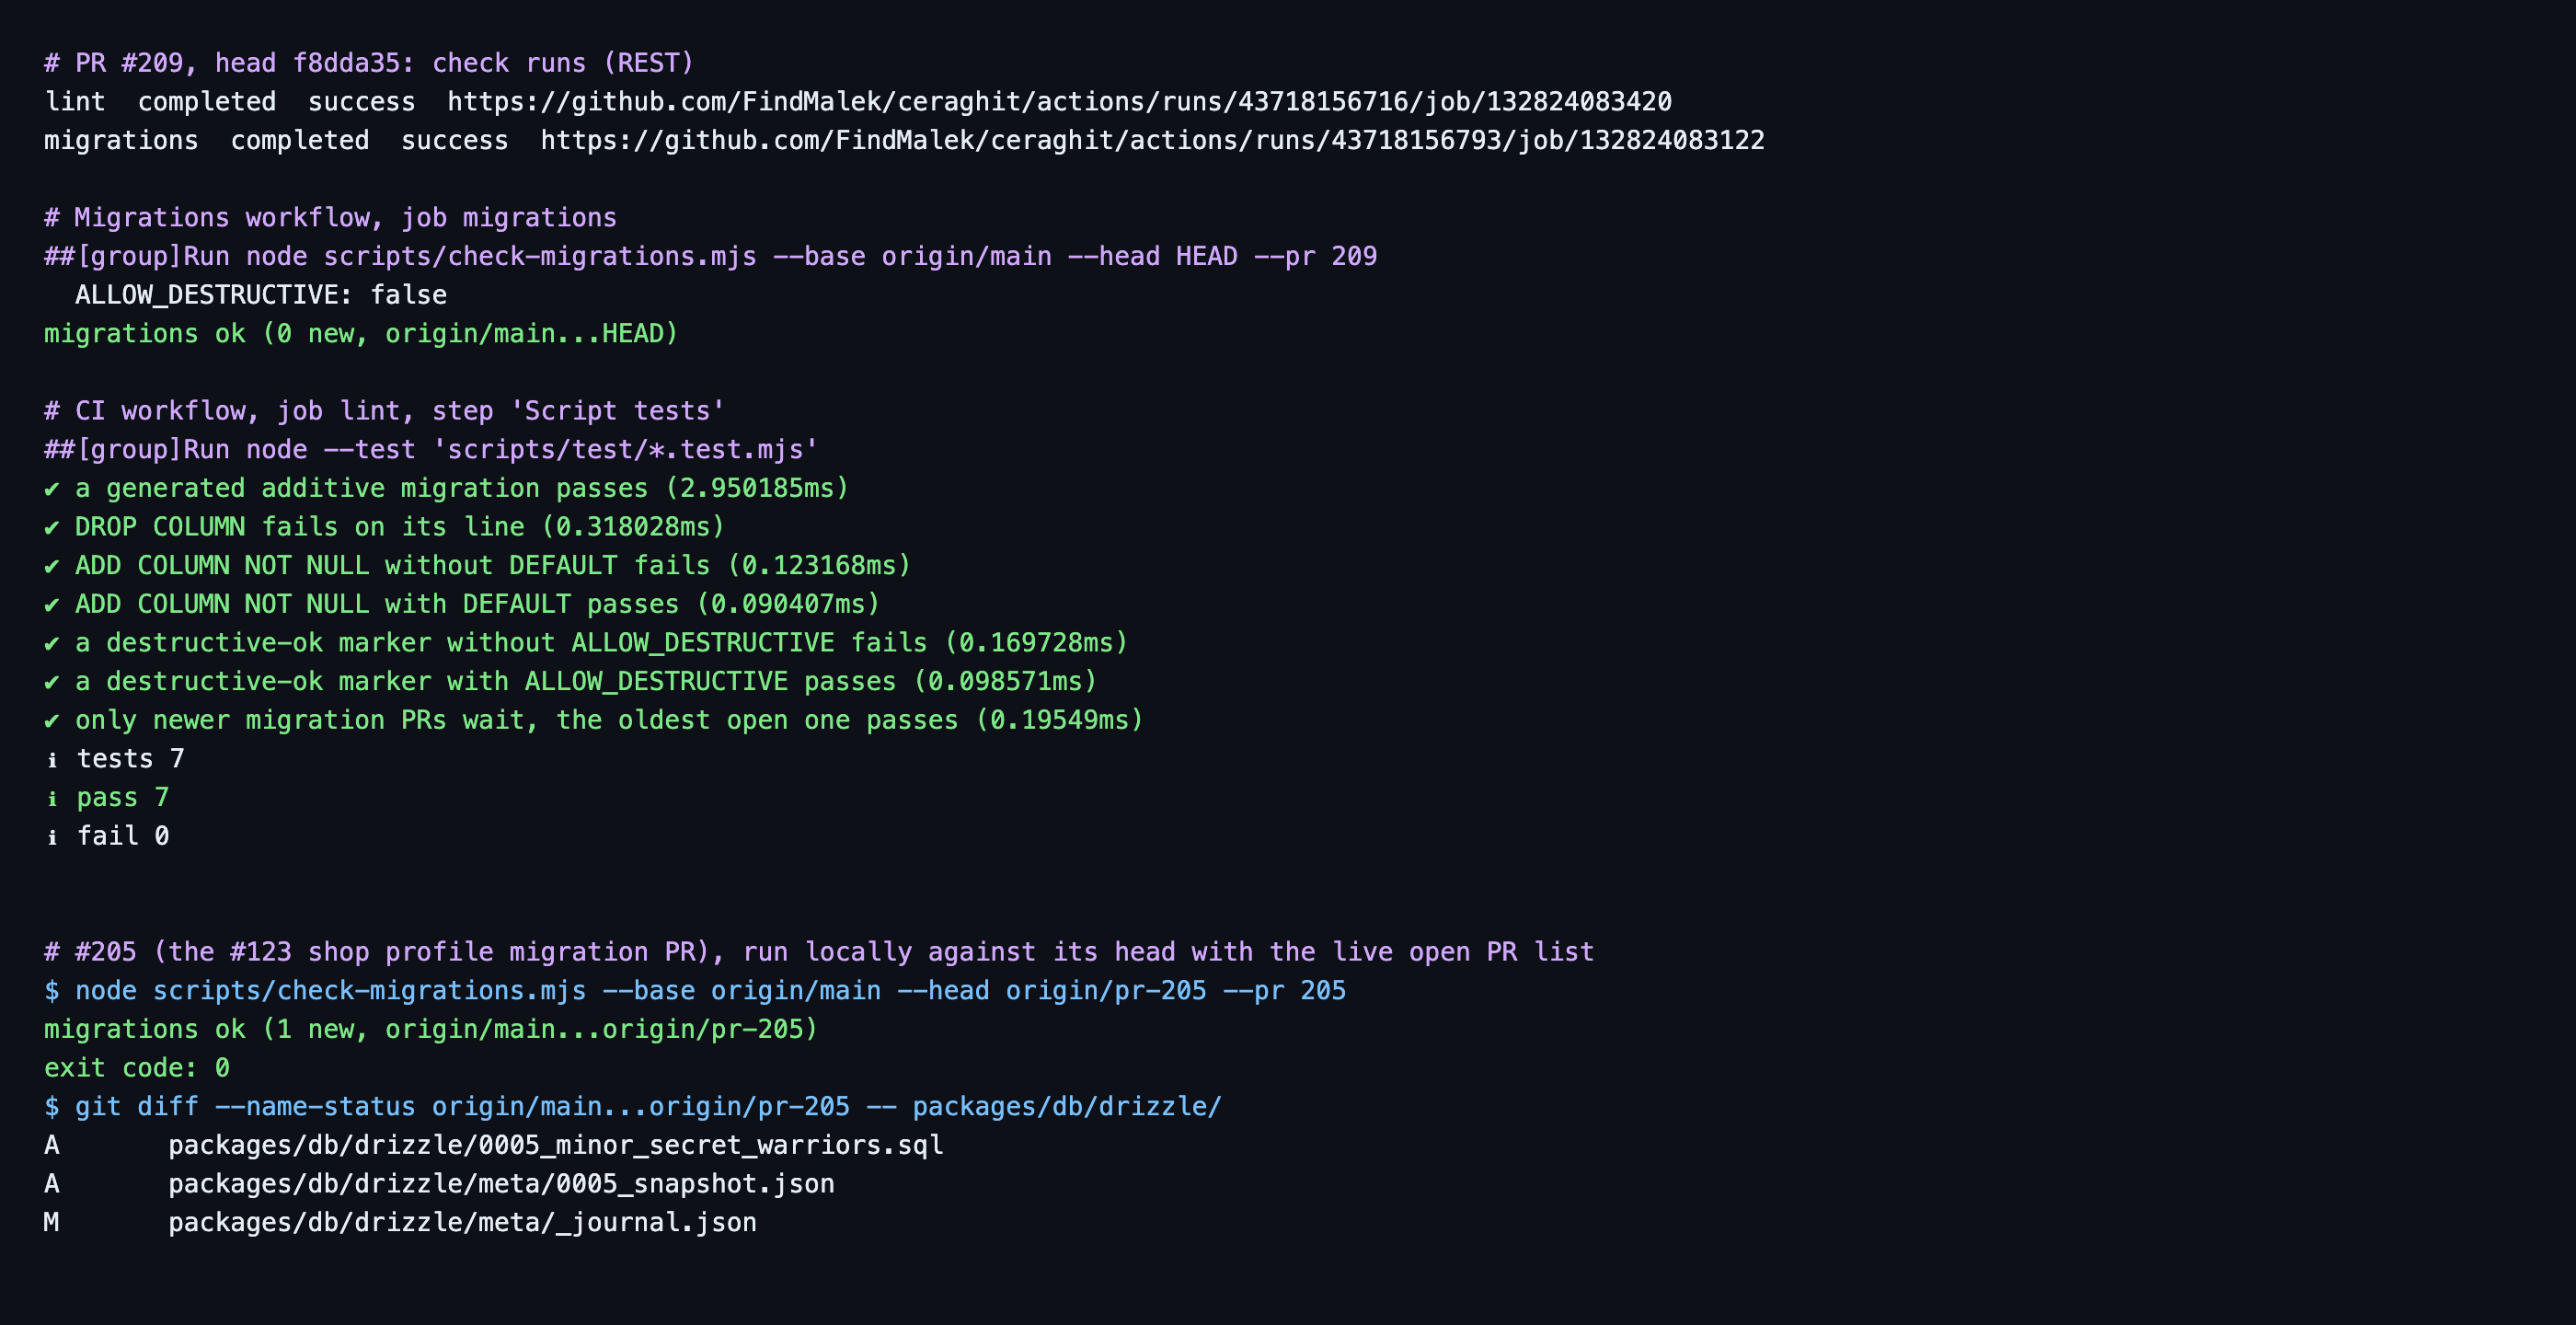 # PR #209, head f8dda35: check runs (REST)
lint  completed  success  https://github.com/FindMalek/ceraghit/actions/runs/43718156716/job/132824083420
migrations  completed  success  https://github.com/FindMalek/ceraghit/actions/runs/43718156793/job/132824083122
# Migrations workflow, job migrations
##[group]Run node scripts/check-migrations.mjs --base origin/main --head HEAD --pr 209
  ALLOW_DESTRUCTIVE: false
migrations ok (0 new, origin/main...HEAD)
# CI workflow, job lint, step 'Script tests'
##[group]Run node --test 'scripts/test/*.test.mjs'
✔ a generated additive migration passes (2.950185ms)
✔ DROP COLUMN fails on its line (0.318028ms)
✔ ADD COLUMN NOT NULL without DEFAULT fails (0.123168ms)
✔ ADD COLUMN NOT NULL with DEFAULT passes (0.090407ms)
✔ a destructive-ok marker without ALLOW_DESTRUCTIVE fails (0.169728ms)
✔ a destructive-ok marker with ALLOW_DESTRUCTIVE passes (0.098571ms)
✔ only newer migration PRs wait, the oldest open one passes (0.19549ms)
ℹ tests 7
ℹ pass 7
ℹ fail 0
# #205 (the #123 shop profile migration PR), run locally against its head with the live open PR list
$ node scripts/check-migrations.mjs --base origin/main --head origin/pr-205 --pr 205
migrations ok (1 new, origin/main...origin/pr-205)
exit code: 0
$ git diff --name-status origin/main...origin/pr-205 -- packages/db/drizzle/
A       packages/db/drizzle/0005_minor_secret_warriors.sql
A       packages/db/drizzle/meta/0005_snapshot.json
M       packages/db/drizzle/meta/_journal.json